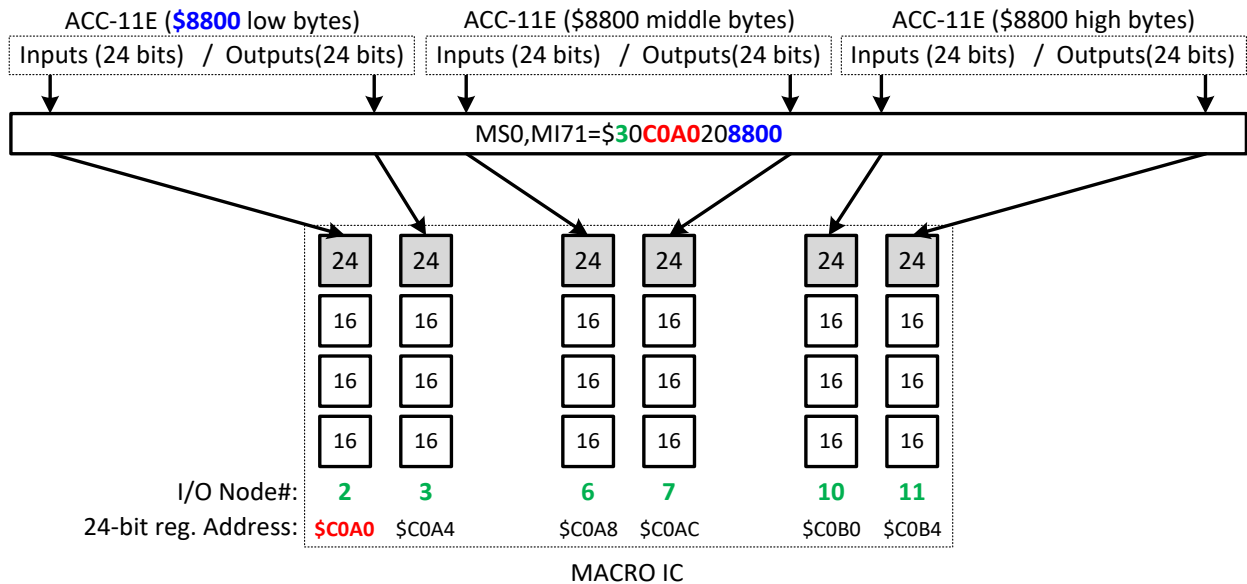 ACC-11E ($8800 low bytes) ACC-11E ($8800 middle bytes) ACC-11E ($8800 high bytes)
Inputs (24 bits) / Outputs(24 bits) Inputs (24 bits) / Outputs(24 bits) Inputs (24 bits) / Outputs(24 bits)
MS0,MI71=$30C0A0208800
24 24 24 24 24 24
16 16 16 16 16 16
16 16 16 16 16 16
16 16 16 16 16 16
I/O Node#: 2 3 6 7 10 11
24-bit reg. Address: $C0A0 $C0A4 $C0A8 $C0AC $C0B0 $C0B4
MACRO IC